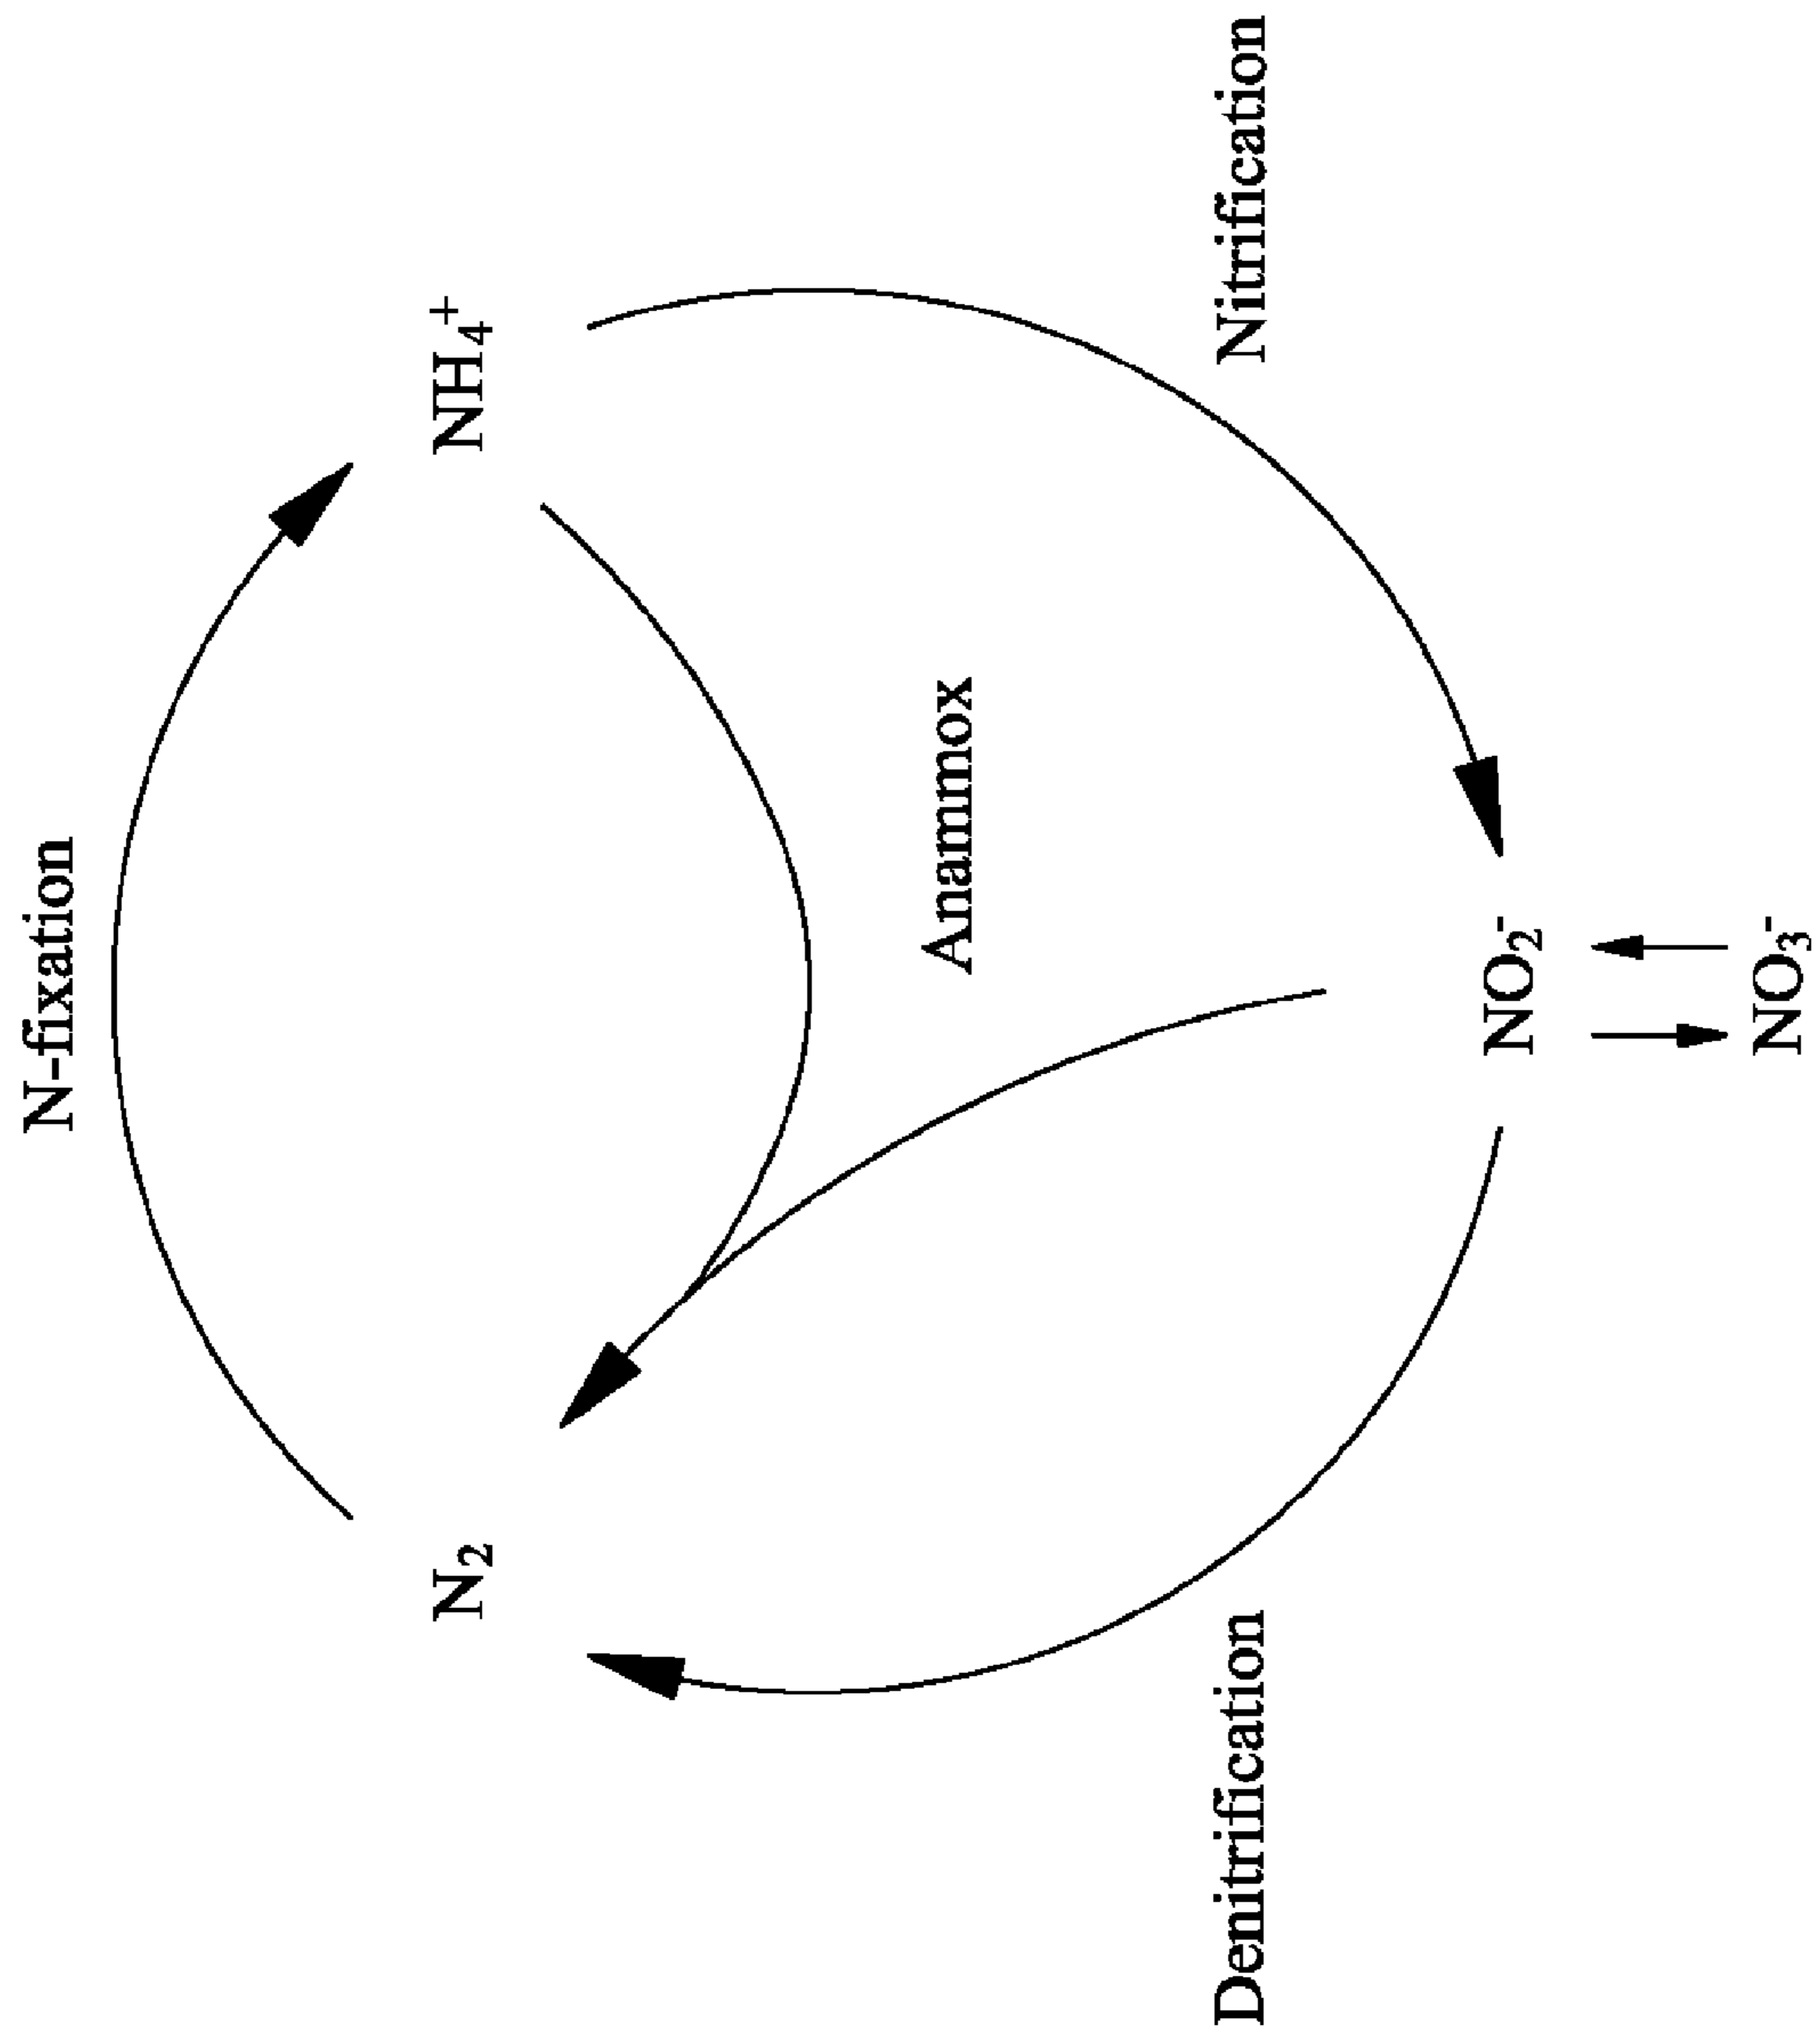 N-fixation
N₂
NH₄⁺
Anammox
Denitrification
Nitrification
NO₂⁻
NO₃⁻